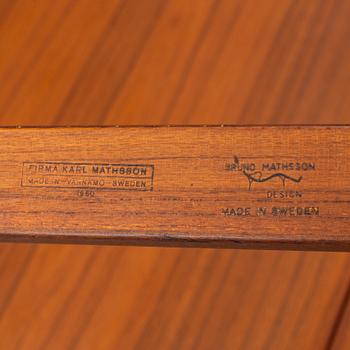 FIRMA KARL MATHSSON
MADE IN VÄRNAMO SWEDEN
1960
BRUNO MATHSSON
DESIGN
MADE IN SWEDEN